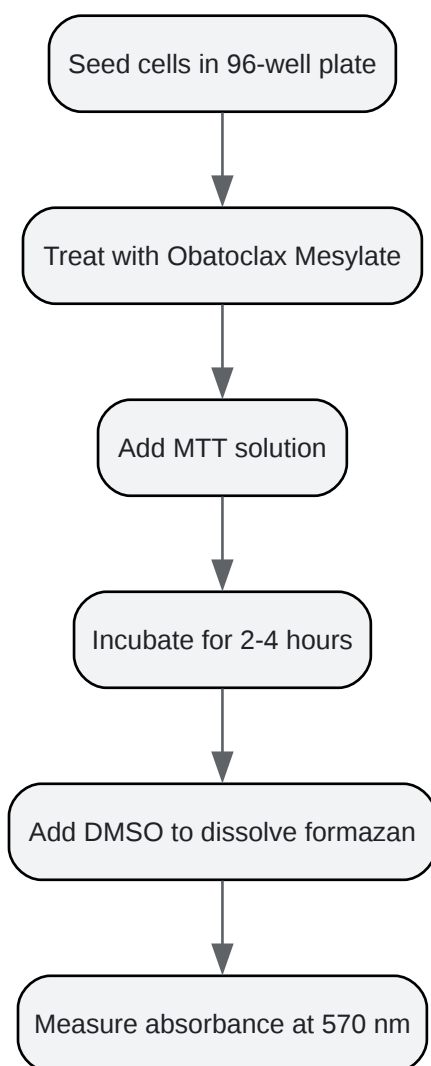 Seed cells in 96-well plate
Treat with Obatoclax Mesylate
Add MTT solution
Incubate for 2-4 hours
Add DMSO to dissolve formazan
Measure absorbance at 570 nm